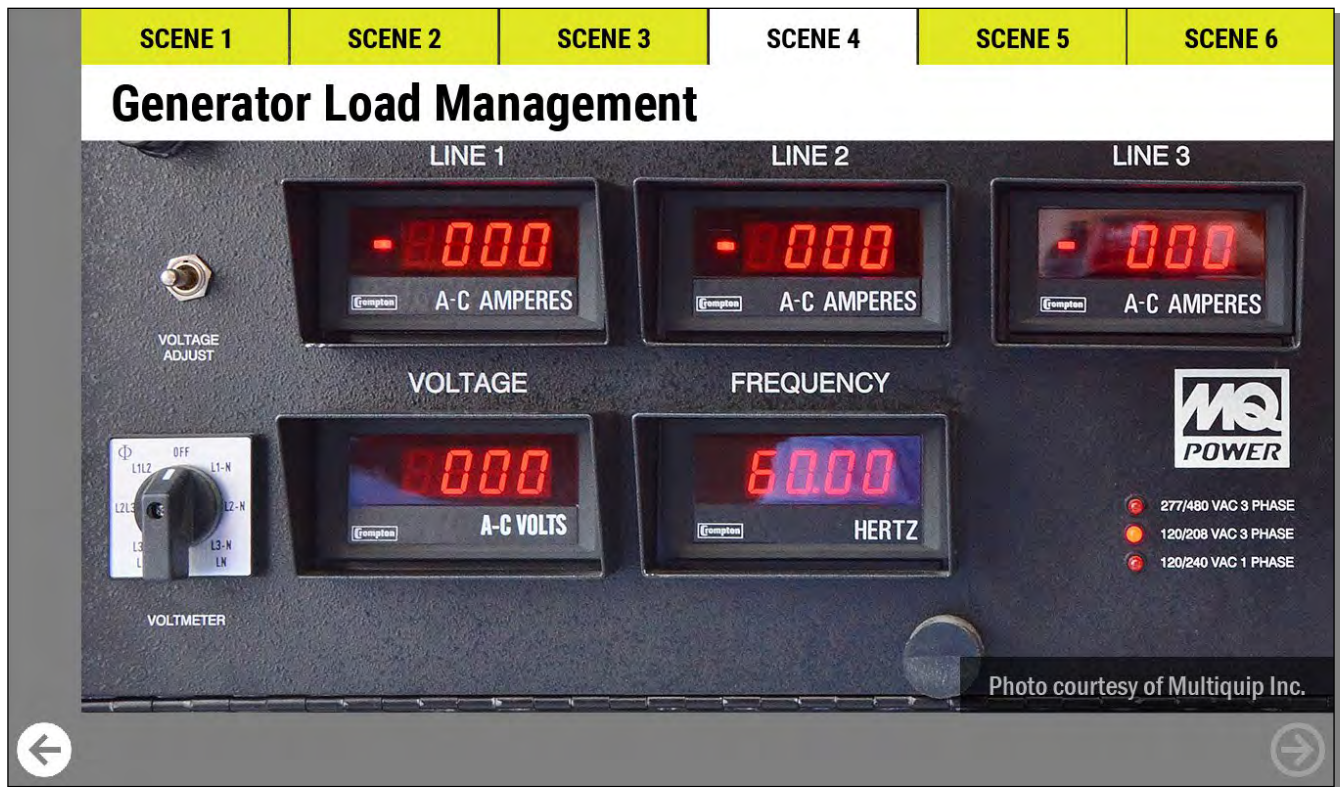 SCENE 1 SCENE 2 SCENE 3 SCENE 4 SCENE 5 SCENE 6
Generator Load Management
LINE 1 LINE 2 LINE 3
- 000 - 000 - 000
Crompton A-C AMPERES Crompton A-C AMPERES Crompton A-C AMPERES
VOLTAGE
ADJUST
VOLTAGE FREQUENCY
000 60.00
Crompton A-C VOLTS Crompton HERTZ
MQ
POWER
Φ OFF
L1L2 L1-N
L2L3 L2-N
L3-N
LN
VOLTMETER
277/480 VAC 3 PHASE
120/208 VAC 3 PHASE
120/240 VAC 1 PHASE
Photo courtesy of Multiquip Inc.